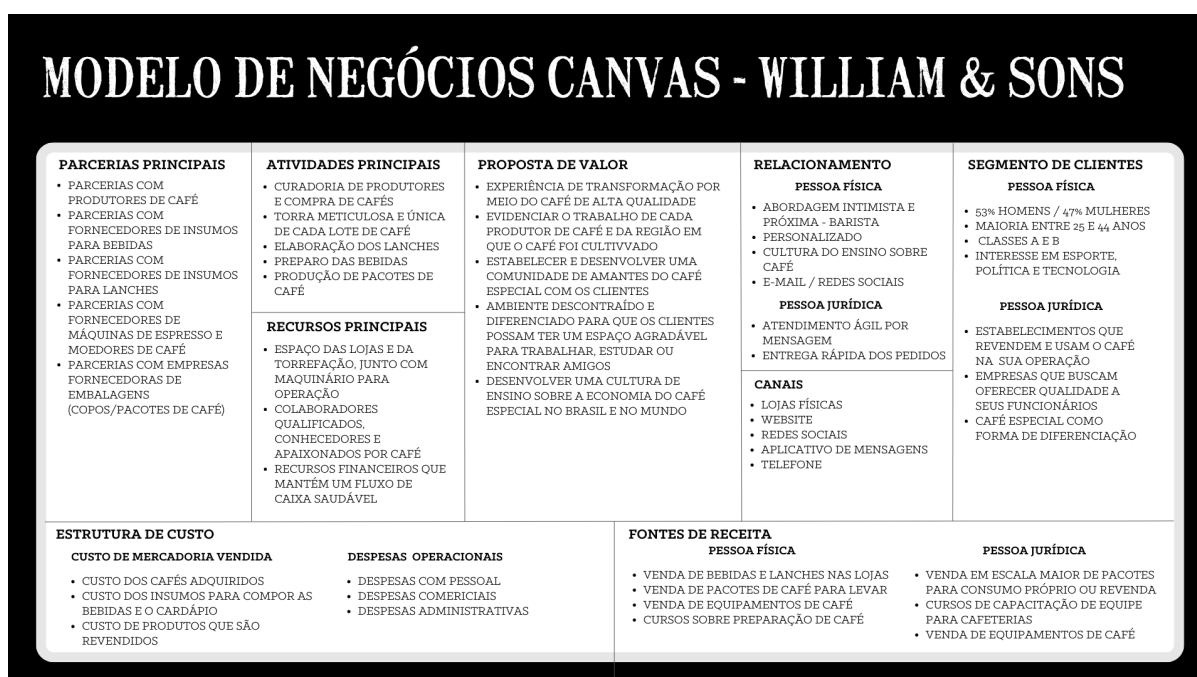 MODELO DE NEGÓCIOS CANVAS - WILLIAM & SONS
PARCERIAS PRINCIPAIS
• PARCERIAS COM
PRODUTORES DE CAFÉ
• PARCERIAS COM
FORNECEDORES DE INSUMOS
PARA BEBIDAS
• PARCERIAS COM
FORNECEDORES DE INSUMOS
PARA LANCHES
• PARCERIAS COM
FORNECEDORES DE
MÁQUINAS DE ESPRESSO E
MOEDORES DE CAFÉ
• PARCERIAS COM EMPRESAS
FORNECEDORAS DE
EMBALAGENS
(COPOS/PACOTES DE CAFÉ)
ATIVIDADES PRINCIPAIS
• CURADORIA DE PRODUTORES
E COMPRA DE CAFÉS
• TORRA METICULOSA E ÚNICA
DE CADA LOTE DE CAFÉ
• ELABORAÇÃO DOS LANCHES
• PREPARO DAS BEBIDAS
• PRODUÇÃO DE PACOTES DE
CAFÉ
RECURSOS PRINCIPAIS
• ESPAÇO DAS LOJAS E DA
TORREFAÇÃO, JUNTO COM
MAQUINÁRIO PARA
OPERAÇÃO
• COLABORADORES
QUALIFICADOS,
CONHECEDORES E
APAIXONADOS POR CAFÉ
• RECURSOS FINANCEIROS QUE
MANTÉM UM FLUXO DE
CAIXA SAUDÁVEL
PROPOSTA DE VALOR
• EXPERIÊNCIA DE TRANSFORMAÇÃO POR
MEIO DO CAFÉ DE ALTA QUALIDADE
• EVIDENCIAR O TRABALHO DE CADA
PRODUTOR DE CAFÉ E DA REGIÃO EM
QUE O CAFÉ FOI CULTIVVADO
• ESTABELECER E DESENVOLVER UMA
COMUNIDADE DE AMANTES DO CAFÉ
ESPECIAL COM OS CLIENTES
• AMBIENTE DESCONTRAÍDO E
DIFERENCIADO PARA QUE OS CLIENTES
POSSAM TER UM ESPAÇO AGRADÁVEL
PARA TRABALHAR, ESTUDAR OU
ENCONTRAR AMIGOS
• DESENVOLVER UMA CULTURA DE
ENSINO SOBRE A ECONOMIA DO CAFÉ
ESPECIAL NO BRASIL E NO MUNDO
RELACIONAMENTO
PESSOA FÍSICA
• ABORDAGEM INTIMISTA E
PRÓXIMA - BARISTA
• PERSONALIZADO
• CULTURA DO ENSINO SOBRE
CAFÉ
• E-MAIL / REDES SOCIAIS
PESSOA JURÍDICA
• ATENDIMENTO ÁGIL POR
MENSAGEM
• ENTREGA RÁPIDA DOS PEDIDOS
CANAIS
• LOJAS FÍSICAS
• WEBSITE
• REDES SOCIAIS
• APLICATIVO DE MENSAGENS
• TELEFONE
SEGMENTO DE CLIENTES
PESSOA FÍSICA
• 53% HOMENS / 47% MULHERES
• MAIORIA ENTRE 25 E 44 ANOS
• CLASSES A E B
• INTERESSE EM ESPORTE,
POLÍTICA E TECNOLOGIA
PESSOA JURÍDICA
• ESTABELECIMENTOS QUE
REVENDEM E USAM O CAFÉ
NA SUA OPERAÇÃO
• EMPRESAS QUE BUSCAM
OFERECER QUALIDADE A
SEUS FUNCIONÁRIOS
• CAFÉ ESPECIAL COMO
FORMA DE DIFERENCIAÇÃO
ESTRUTURA DE CUSTO
CUSTO DE MERCADORIA VENDIDA
• CUSTO DOS CAFÉS ADQUIRIDOS
• CUSTO DOS INSUMOS PARA COMPOR AS
BEBIDAS E O CARDÁPIO
• CUSTO DE PRODUTOS QUE SÃO
REVENDIDOS
DESPESAS OPERACIONAIS
• DESPESAS COM PESSOAL
• DESPESAS COMERICIAIS
• DESPESAS ADMINISTRATIVAS
FONTES DE RECEITA
PESSOA FÍSICA
• VENDA DE BEBIDAS E LANCHES NAS LOJAS
• VENDA DE PACOTES DE CAFÉ PARA LEVAR
• VENDA DE EQUIPAMENTOS DE CAFÉ
• CURSOS SOBRE PREPARAÇÃO DE CAFÉ
PESSOA JURÍDICA
• VENDA EM ESCALA MAIOR DE PACOTES
PARA CONSUMO PRÓPRIO OU REVENDA
• CURSOS DE CAPACITAÇÃO DE EQUIPE
PARA CAFETERIAS
• VENDA DE EQUIPAMENTOS DE CAFÉ